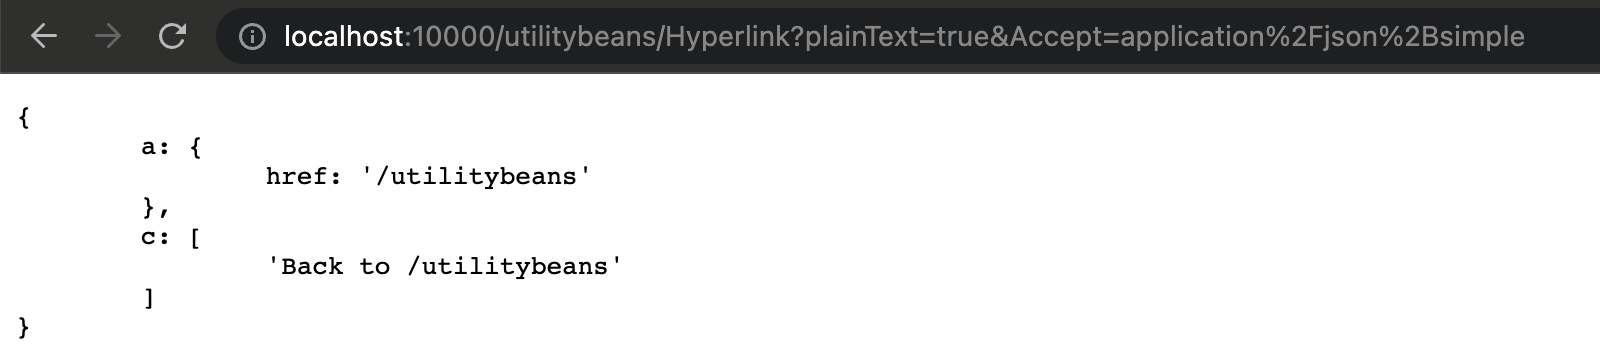 localhost:10000/utilitybeans/Hyperlink?plainText=true&Accept=application%2Fjson%2Bsimple
{
a: {
href: '/utilitybeans'
},
c: [
'Back to /utilitybeans'
]
}